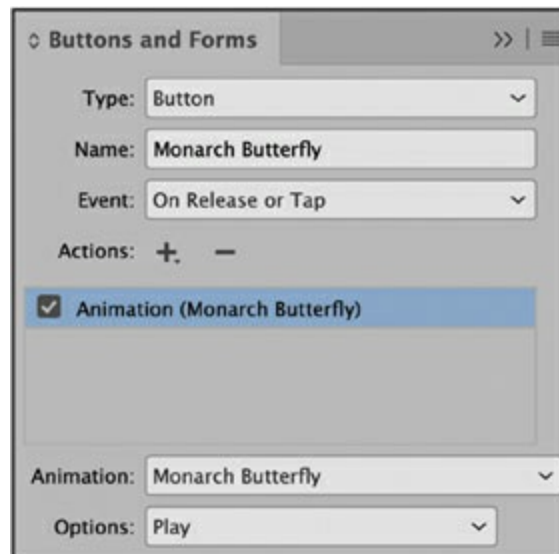 Buttons and Forms
Type: Button
Name: Monarch Butterfly
Event: On Release or Tap
Actions:
Animation (Monarch Butterfly)
Animation: Monarch Butterfly
Options: Play